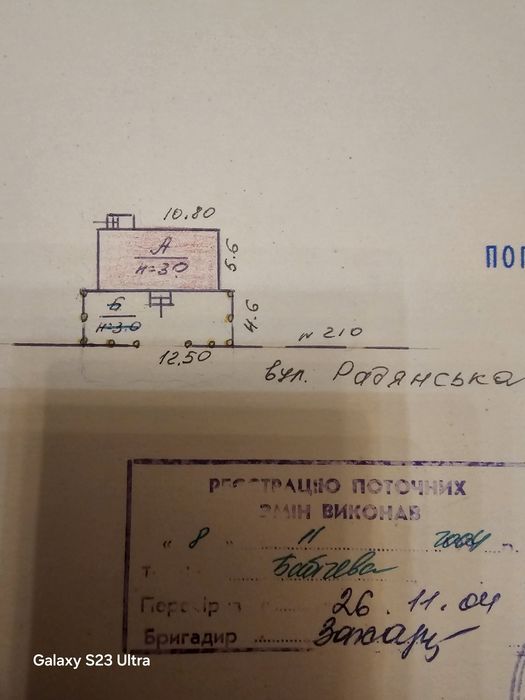 10.80
А
н=3.0
5.6
Б
н=3.0
4.6
12.50
№ 210
вул. Радянська
ПОГ
РЕЄСТРАЦІЮ ПОТОЧНИХ
ЗМІН ВИКОНАВ
" 8 " 11 2004
26.11.04
Бригадир
Galaxy S23 Ultra